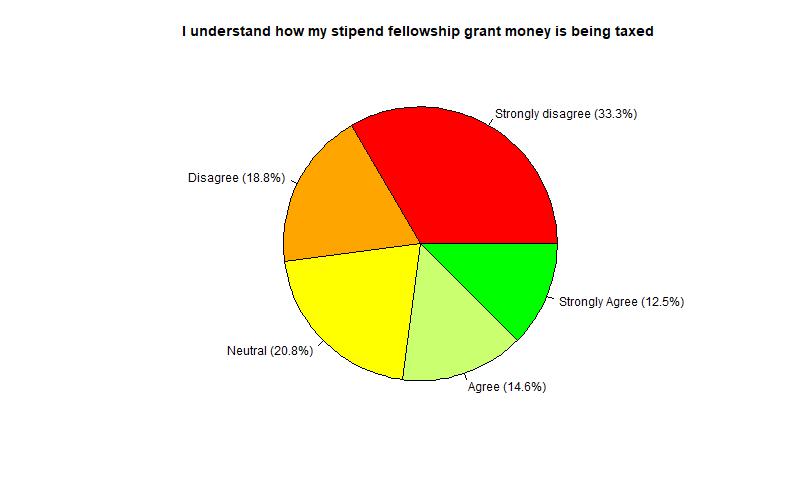 I understand how my stipend fellowship grant money is being taxed
Strongly disagree (33.3%)
Disagree (18.8%)
Strongly Agree (12.5%)
Neutral (20.8%)
Agree (14.6%)